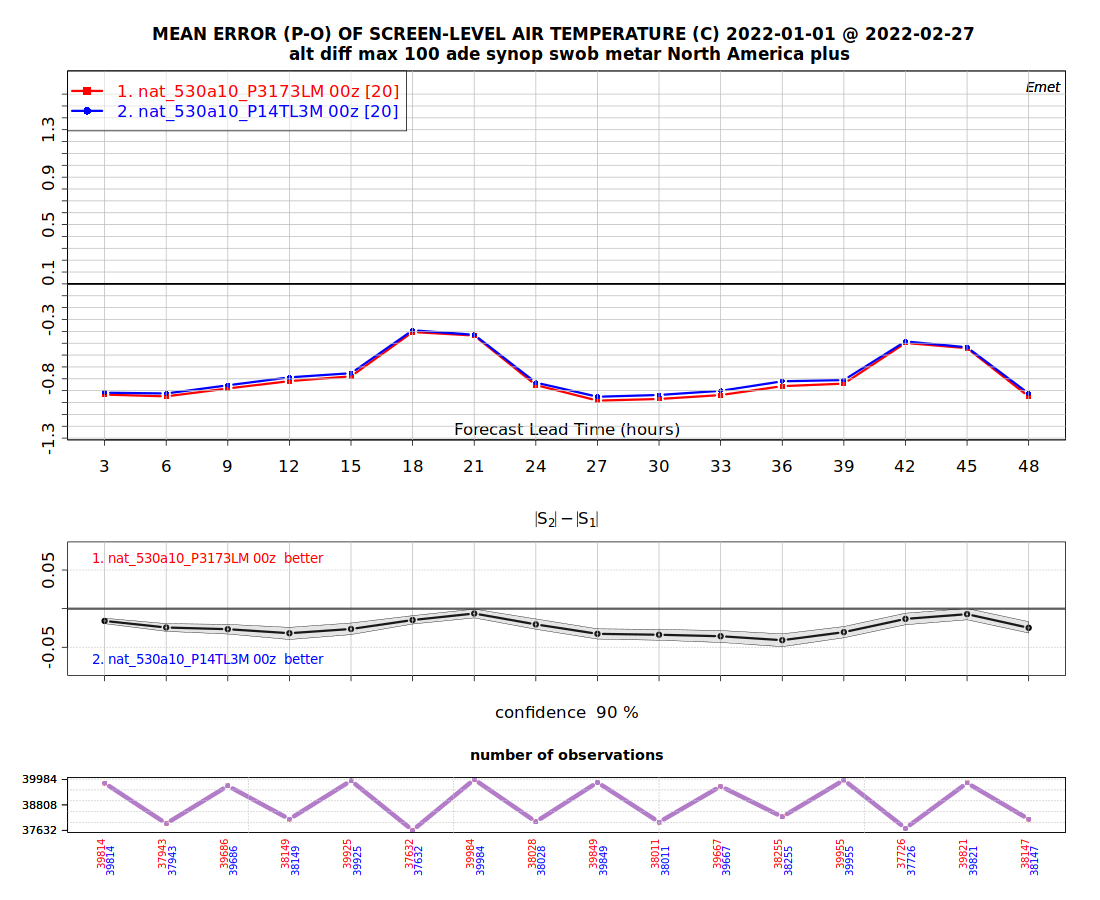 MEAN ERROR (P-O) OF SCREEN-LEVEL AIR TEMPERATURE (C) 2022-01-01 @ 2022-02-27
alt diff max 100 ade synop swob metar North America plus
1. nat_530a10_P3173LM 00z [20]
2. nat_530a10_P14TL3M 00z [20]
Emet
1.3
0.9
0.5
0.1
-0.3
-0.8
-1.3
Forecast Lead Time (hours)
3 6 9 12 15 18 21 24 27 30 33 36 39 42 45 48
|S2| − |S1|
1. nat_530a10_P3173LM 00z better
0.05
-0.05
2. nat_530a10_P14TL3M 00z better
confidence 90 %
number of observations
39984
38808
37632
39814 37943 39686 38149 39925 37632 39984 38028 39849 38011 39667 38255 39955 37726 39821 38147
39814 37943 39686 38149 39925 37632 39984 38028 39849 38011 39667 38255 39955 37726 39821 38147